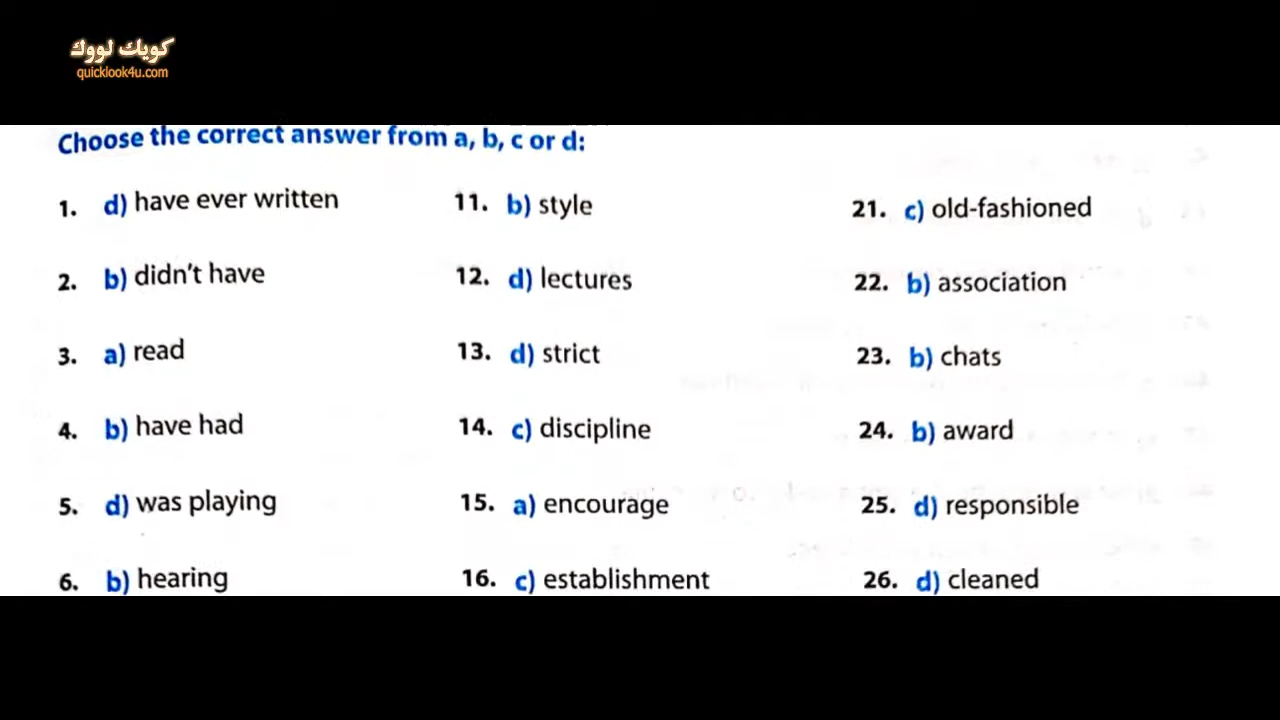 كويك لووك
quicklook4u.com
Choose the correct answer from a, b, c or d:
1. d) have ever written
2. b) didn't have
3. a) read
4. b) have had
5. d) was playing
6. b) hearing
11. b) style
12. d) lectures
13. d) strict
14. c) discipline
15. a) encourage
16. c) establishment
21. c) old-fashioned
22. b) association
23. b) chats
24. b) award
25. d) responsible
26. d) cleaned